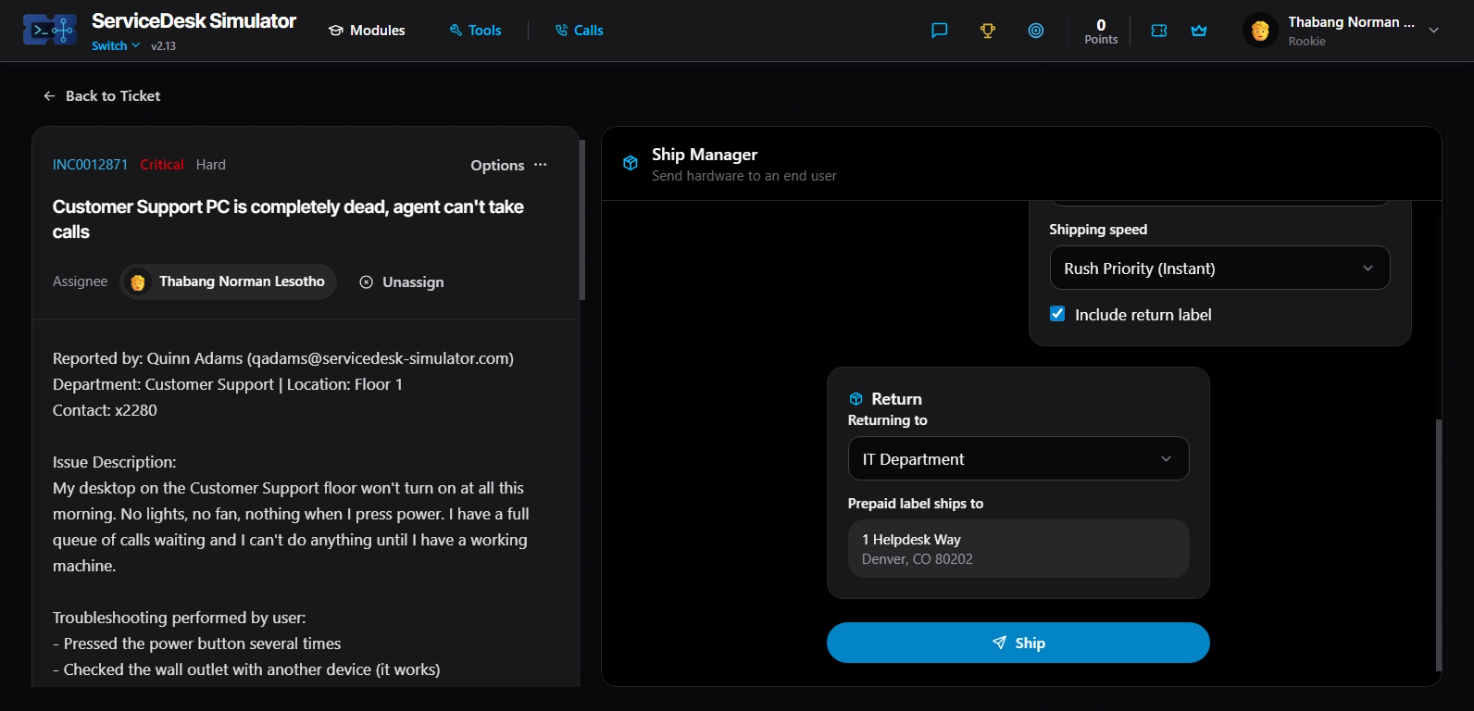 ServiceDesk Simulator
Switch v2.13
Modules
Tools
Calls
0
Points
Thabang Norman ...
Rookie
Back to Ticket
INC0012871 Critical Hard
Options ···
Customer Support PC is completely dead, agent can't take
calls
Assignee Thabang Norman Lesotho Unassign
Reported by: Quinn Adams (qadams@servicedesk-simulator.com)
Department: Customer Support | Location: Floor 1
Contact: x2280
Issue Description:
My desktop on the Customer Support floor won't turn on at all this
morning. No lights, no fan, nothing when I press power. I have a full
queue of calls waiting and I can't do anything until I have a working
machine.
Troubleshooting performed by user:
- Pressed the power button several times
- Checked the wall outlet with another device (it works)
Ship Manager
Send hardware to an end user
Shipping speed
Rush Priority (Instant)
Include return label
Return
Returning to
IT Department
Prepaid label ships to
1 Helpdesk Way
Denver, CO 80202
Ship